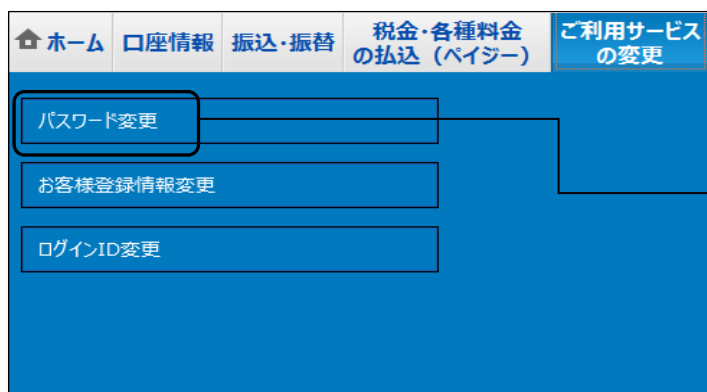 ホーム
口座情報
振込・振替
税金・各種料金
の払込（ペイジー）
ご利用サービス
の変更
パスワード変更
お客様登録情報変更
ログインID変更